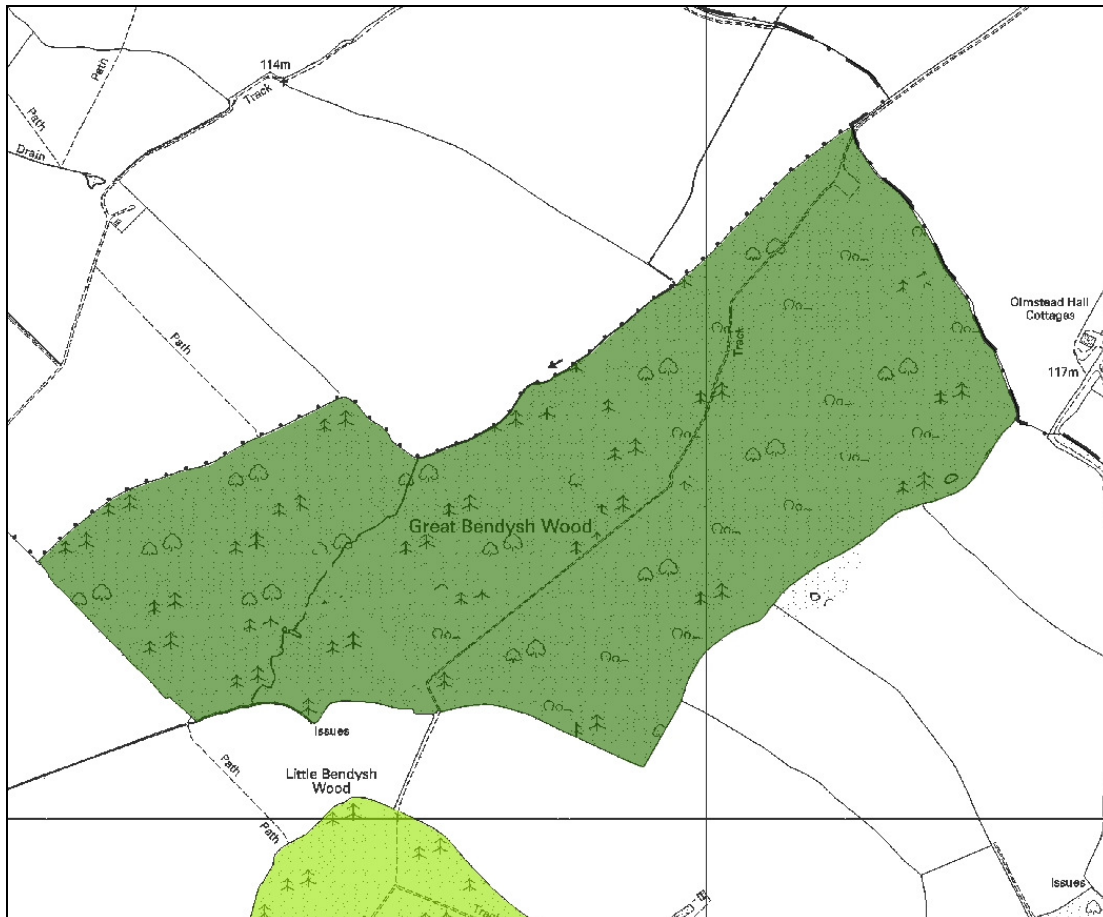 114m
Track
Path
Path
Drain
Olmstead Hall
Cottages
117m
Path
Track
Great Bendysh Wood
Issues
Path
Little Bendysh
Wood
Path
Issues
Track